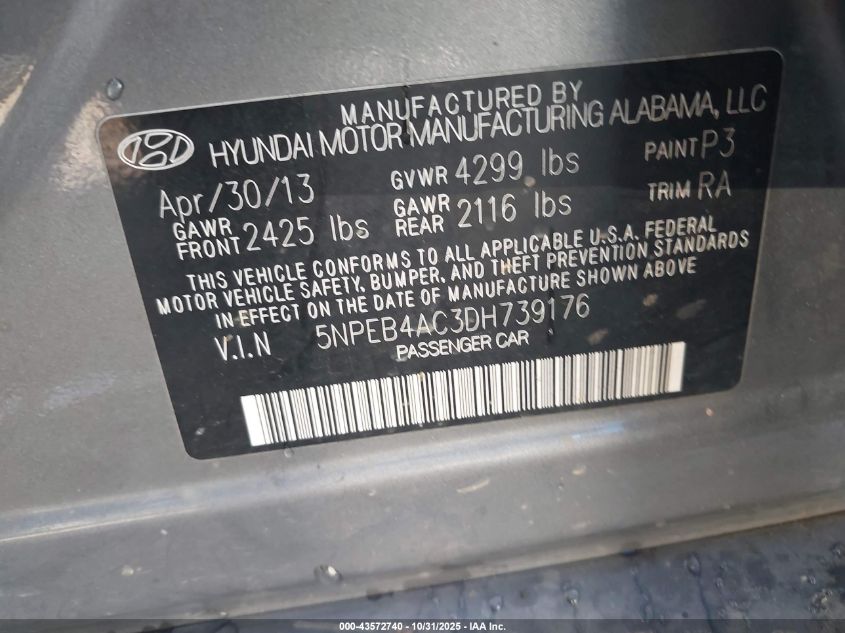 MANUFACTURED BY
HYUNDAI MOTOR MANUFACTURING ALABAMA, LLC
Apr/30/13 GVWR 4299 lbs PAINT P3
GAWR FRONT 2425 lbs GAWR REAR 2116 lbs TRIM RA
THIS VEHICLE CONFORMS TO ALL APPLICABLE U.S.A. FEDERAL
MOTOR VEHICLE SAFETY, BUMPER, AND THEFT PREVENTION STANDARDS
IN EFFECT ON THE DATE OF MANUFACTURE SHOWN ABOVE
V.I.N 5NPEB4AC3DH739176
PASSENGER CAR
000-43572740 - 10/31/2025 - IAA Inc.